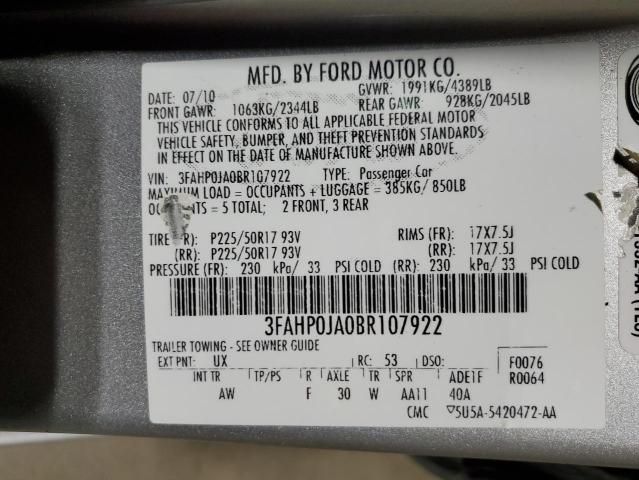 MFD. BY FORD MOTOR CO.
DATE: 07/10 GVWR: 1991KG/4389LB
FRONT GAWR: 1063KG/2344LB REAR GAWR: 928KG/2045LB
THIS VEHICLE CONFORMS TO ALL APPLICABLE FEDERAL MOTOR
VEHICLE SAFETY, BUMPER, AND THEFT PREVENTION STANDARDS
IN EFFECT ON THE DATE OF MANUFACTURE SHOWN ABOVE.
VIN: 3FAHP0JA0BR107922 TYPE: Passenger Car
MAXIMUM LOAD = OCCUPANTS + LUGGAGE = 385KG/ 850LB
= 5 TOTAL; 2 FRONT, 3 REAR
TIRE P225/50R17 93V RIMS (FR): 17X7.5J
(RR): P225/50R17 93V (RR): 17X7.5J
PRESSURE (FR): 230 kPa/ 33 PSI COLD (RR): 230 kPa/ 33 PSI COLD
3FAHP0JA0BR107922
TRAILER TOWING - SEE OWNER GUIDE
EXT PNT: UX RC: 53 DSO: F0076
INT TR TP/PS R AXLE TR SPR ADE1F R0064
AW F 30 W AA11 40A
CMC ▽5U5A-5420472-AA